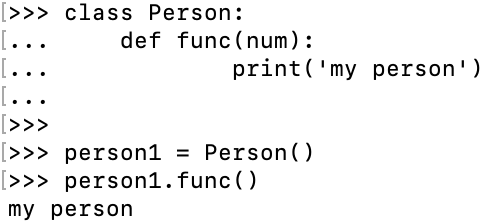 [>>> class Person:
[...     def func(num):
[...             print('my person')
[...
[>>>
[>>> person1 = Person()
[>>> person1.func()
my person